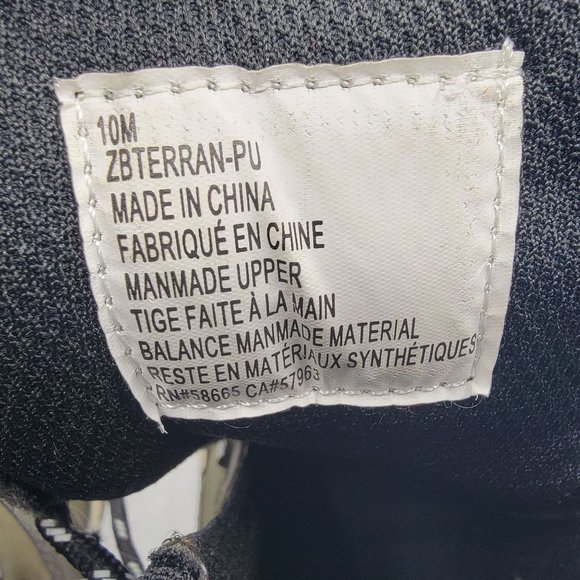 10M
ZBTERRAN-PU
MADE IN CHINA
FABRIQUÉ EN CHINE
MANMADE UPPER
TIGE FAITE À LA MAIN
BALANCE MANMADE MATERIAL
RESTE EN MATÉRIAUX SYNTHÉTIQUES
RN#58665 CA#57963